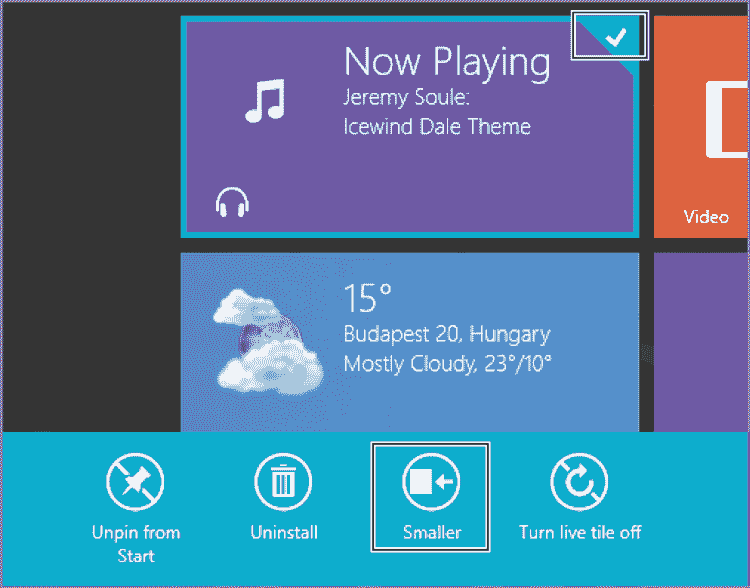 Now Playing
Jeremy Soule:
Icewind Dale Theme
Video
15°
Budapest 20, Hungary
Mostly Cloudy, 23°/10°
Unpin from
Start
Uninstall
Smaller
Turn live tile off